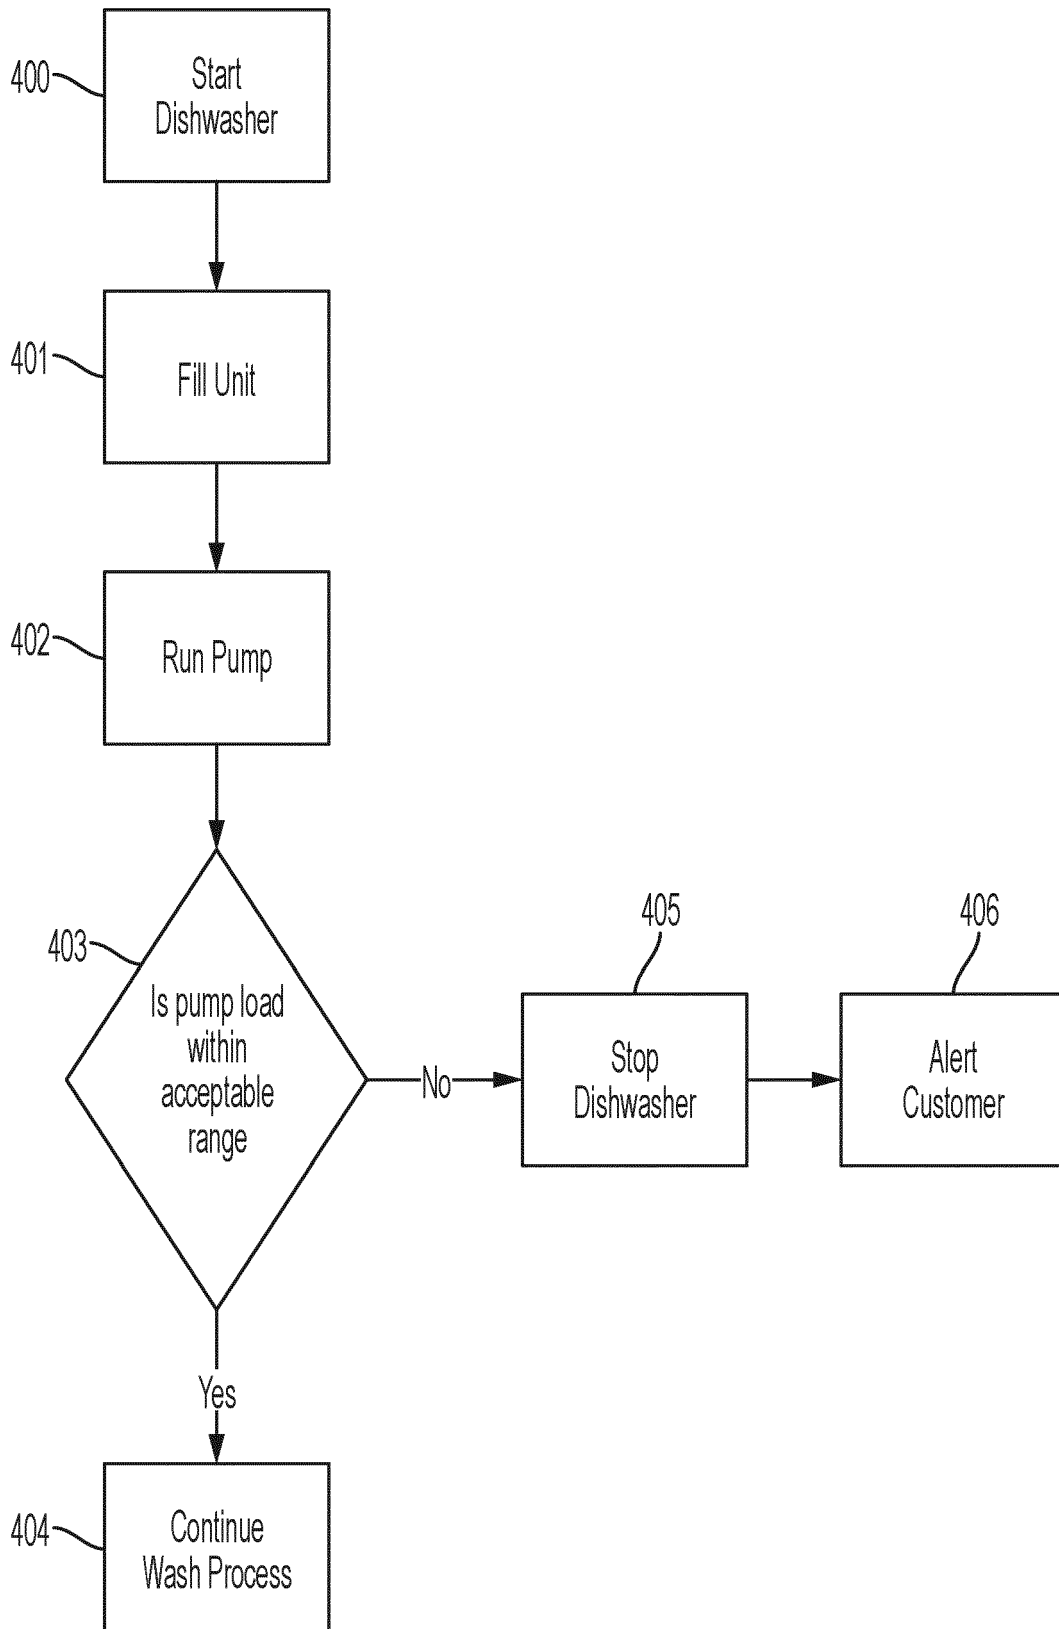 400
Start
Dishwasher
401
Fill Unit
402
Run Pump
403
Is pump load
within
acceptable
range
No
405
Stop
Dishwasher
406
Alert
Customer
Yes
404
Continue
Wash Process